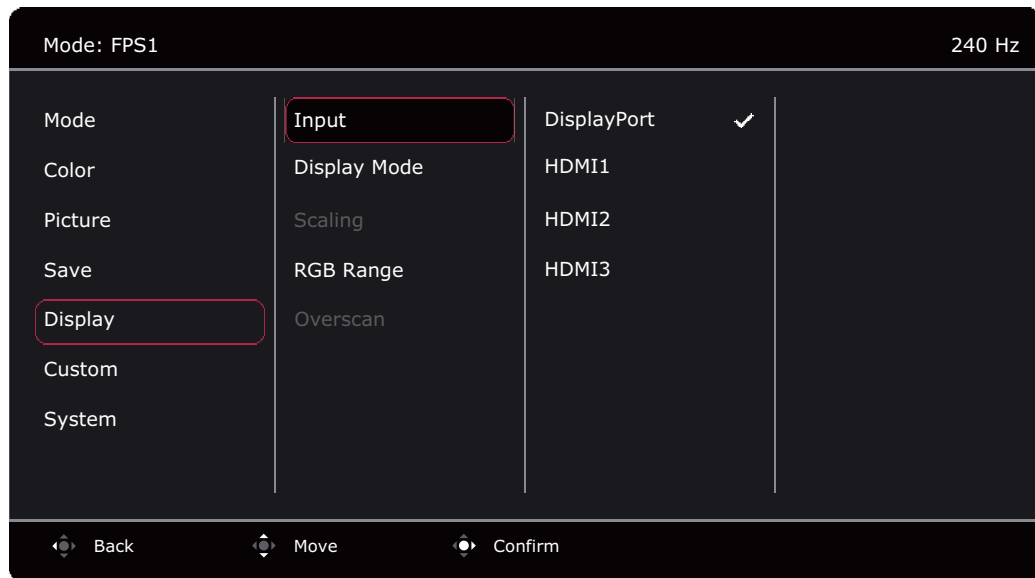 Mode: FPS1 240 Hz
Mode Input DisplayPort
Color Display Mode HDMI1
Picture Scaling HDMI2
Save RGB Range HDMI3
Display Overscan
Custom
System
Back Move Confirm